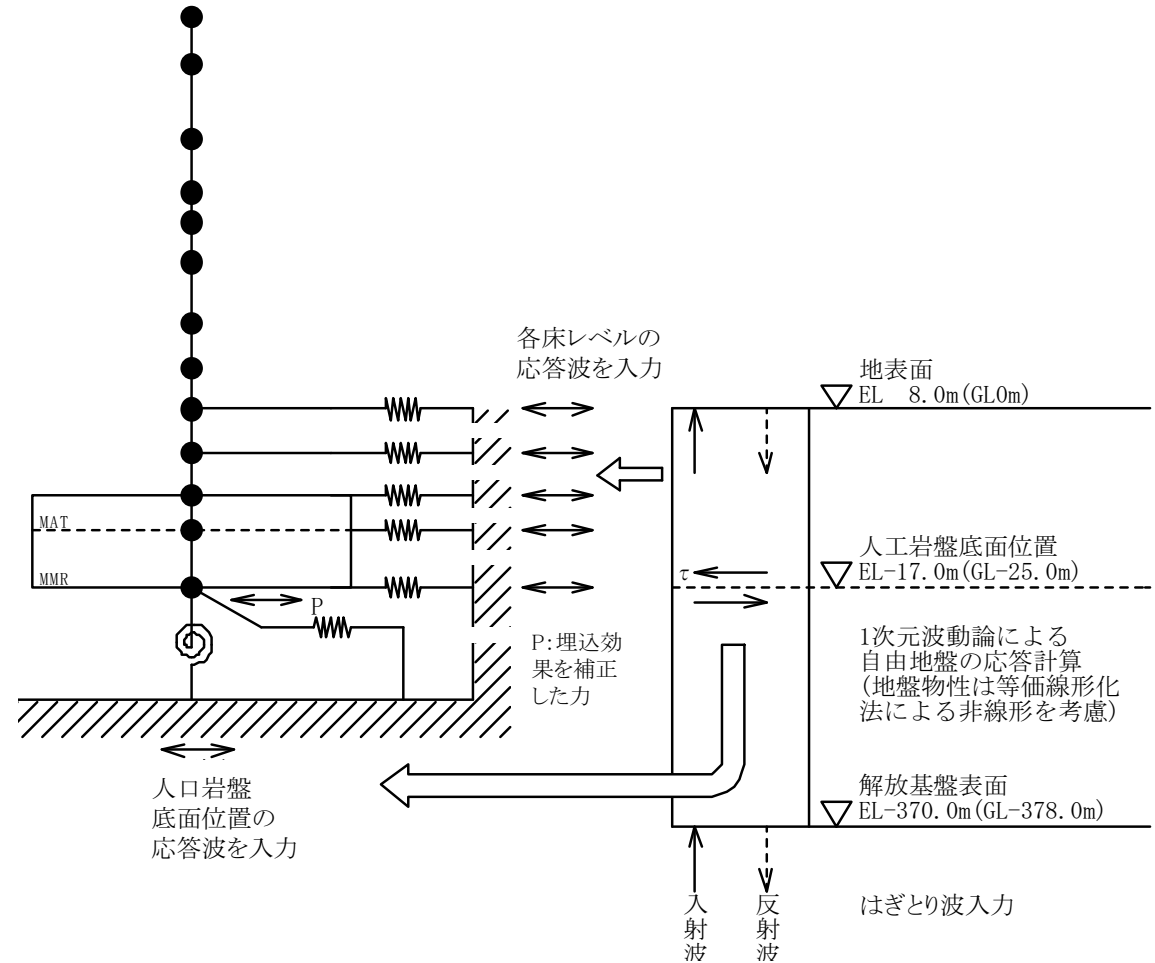 各床レベルの
応答波を入力
地表面
EL 8.0m(GL0m)
MAT
MMR
P
τ
人工岩盤底面位置
EL-17.0m(GL-25.0m)
P:埋込効
果を補正
した力
1次元波動論による
自由地盤の応答計算
(地盤物性は等価線形化
法による非線形を考慮)
人口岩盤
底面位置の
応答波を入力
解放基盤表面
EL-370.0m(GL-378.0m)
入射波
反射波
はぎとり波入力